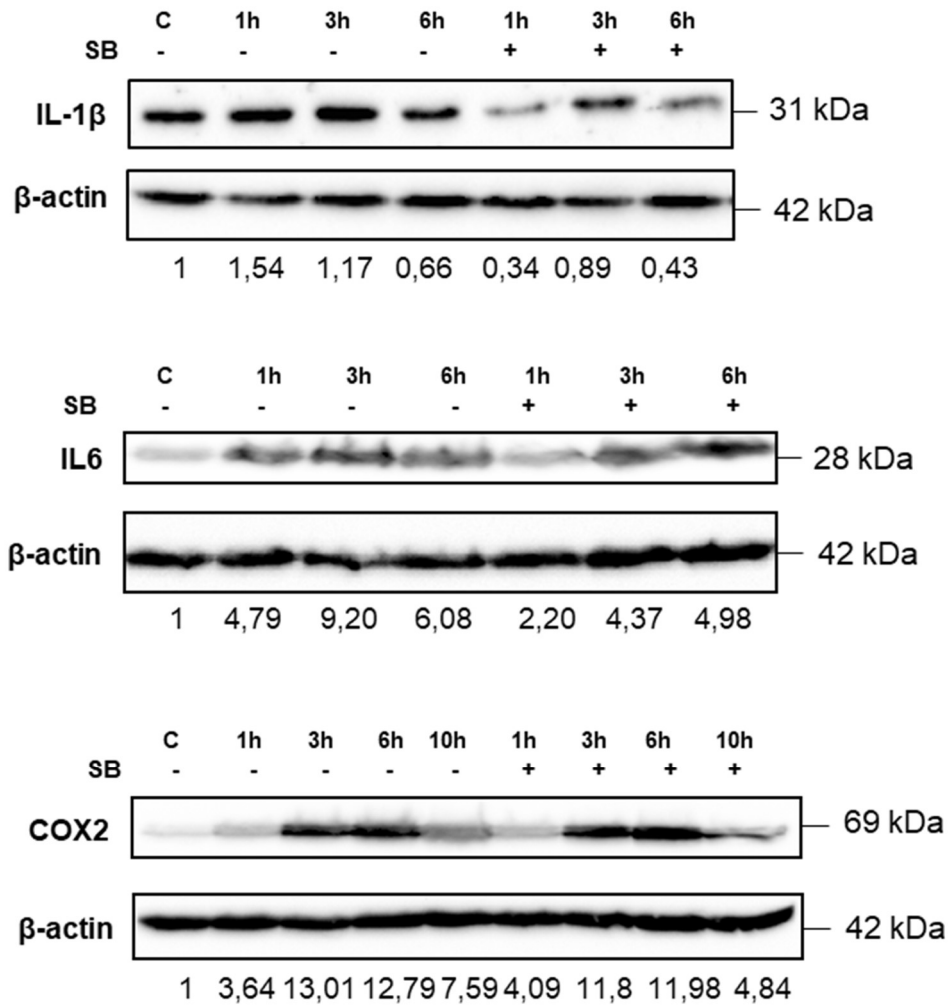 C 1h 3h 6h 1h 3h 6h
SB - - - - + + +
IL-1β 31 kDa
β-actin 42 kDa
1 1,54 1,17 0,66 0,34 0,89 0,43
C 1h 3h 6h 1h 3h 6h
SB - - - - + + +
IL6 28 kDa
β-actin 42 kDa
1 4,79 9,20 6,08 2,20 4,37 4,98
C 1h 3h 6h 10h 1h 3h 6h 10h
SB - - - - - + + + +
COX2 69 kDa
β-actin 42 kDa
1 3,64 13,01 12,79 7,59 4,09 11,8 11,98 4,84